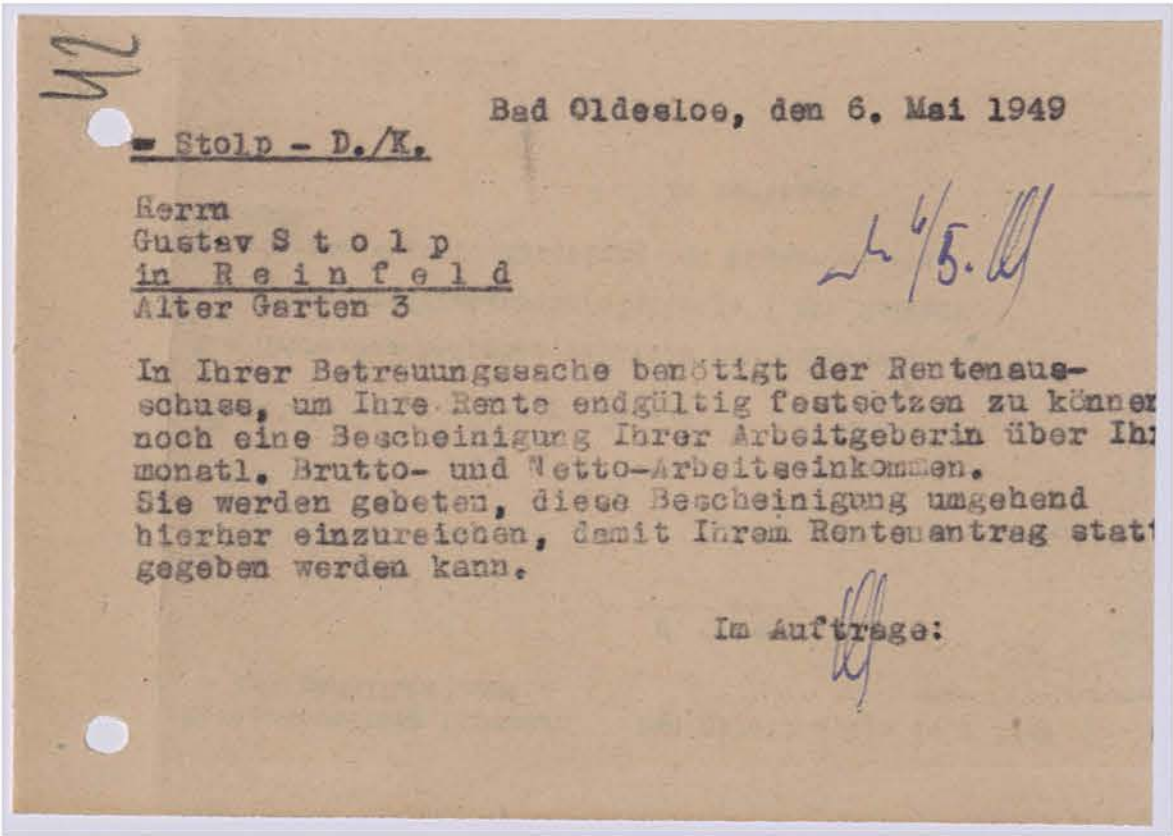 42
Bad Oldesloe, den 6. Mai 1949
- Stolp - D./K.
Herrn
Gustav S t o l p
in R e i n f e l d
Alter Garten 3
6/5.
In Ihrer Betreuungssache benötigt der Rentenaus-
schuss, um Ihre Rente endgültig festsetzen zu können
noch eine Bescheinigung Ihrer Arbeitgeberin über Ihr
monatl. Brutto- und Netto-Arbeitseinkommen.
Sie werden gebeten, diese Bescheinigung umgehend
hierher einzureichen, damit Ihrem Rentenantrag statt
gegeben werden kann.
Im Auftrage: